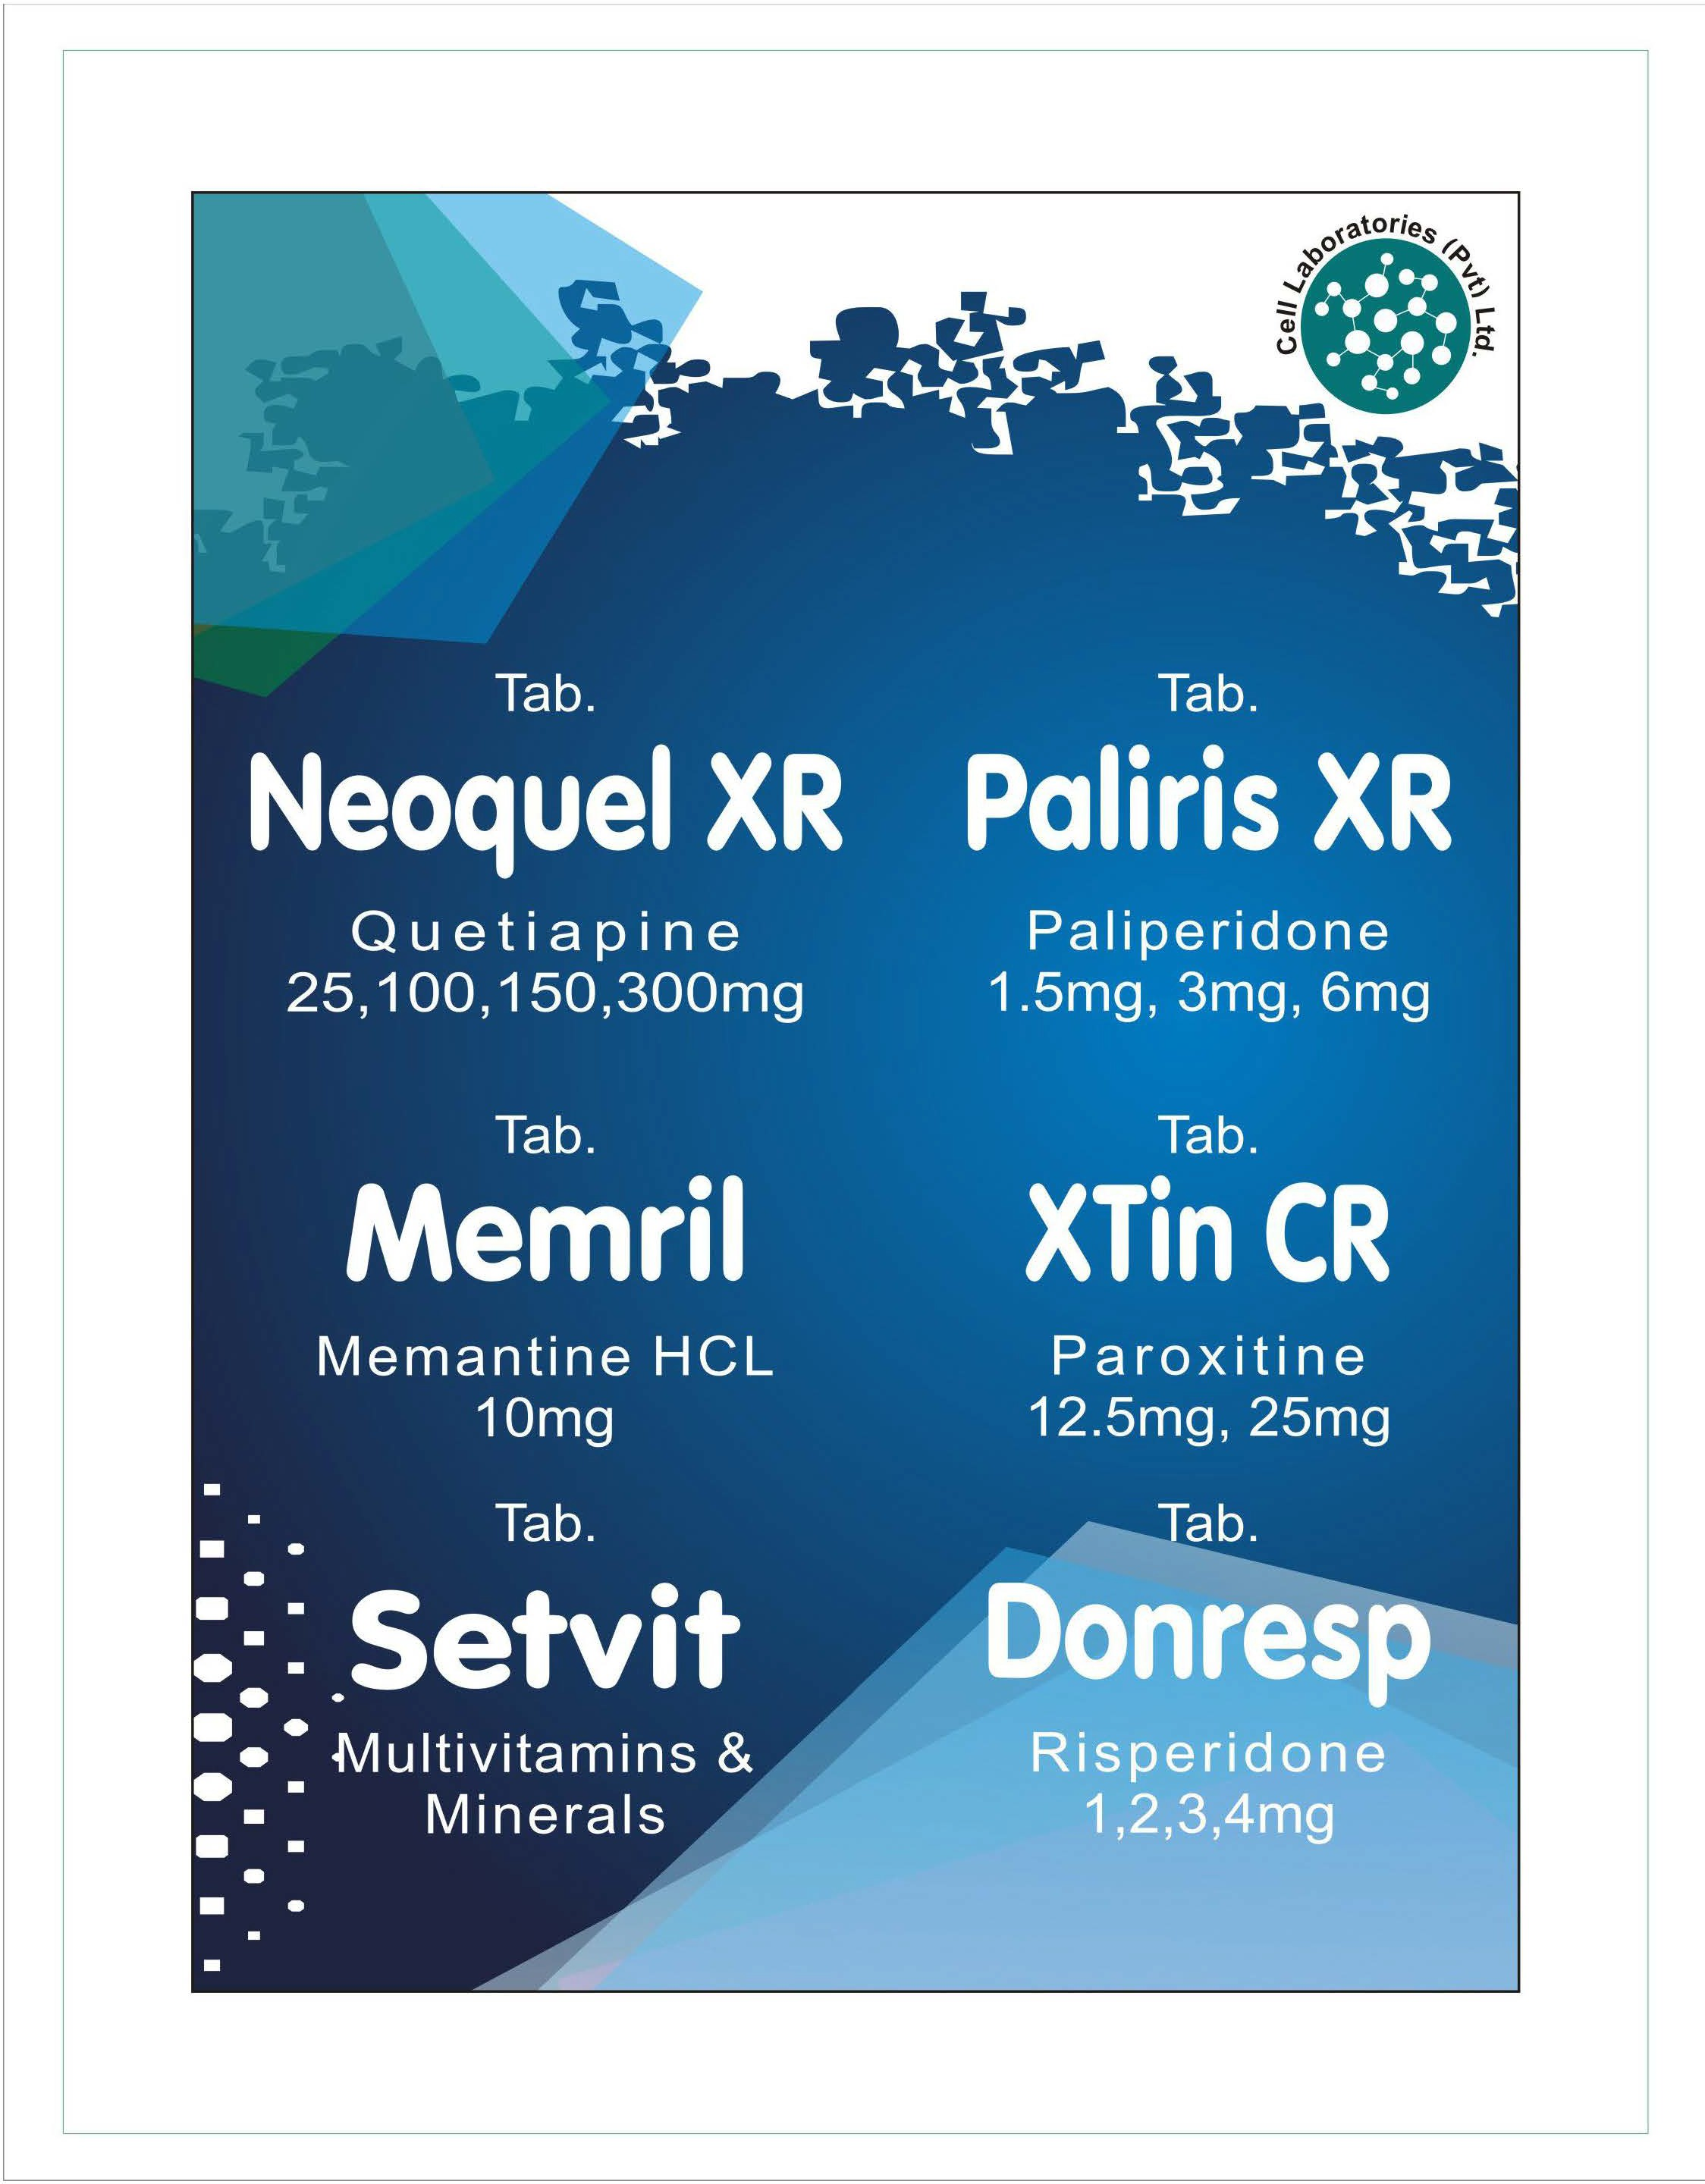 Cell Laboratories (Pvt) Ltd.
Tab.
Neoquel XR
Quetiapine
25,100,150,300mg
Tab.
Paliris XR
Paliperidone
1.5mg, 3mg, 6mg
Tab.
Memril
Memantine HCL
10mg
Tab.
XTin CR
Paroxitine
12.5mg, 25mg
Tab.
Setvit
Multivitamins &
Minerals
Tab.
Donresp
Risperidone
1,2,3,4mg